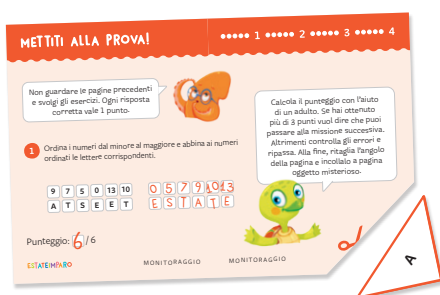 METTITI ALLA PROVA!
1 2 3 4
Non guardare le pagine precedenti
e svolgi gli esercizi. Ogni risposta
corretta vale 1 punto.
Calcola il punteggio con l'aiuto
di un adulto. Se hai ottenuto
più di 3 punti vuol dire che puoi
passare alla missione successiva.
Altrimenti controlla gli errori e
ripassa. Alla fine, ritaglia l'angolo
della pagina e incollalo a pagina
oggetto misterioso.
1 Ordina i numeri dal minore al maggiore e abbina ai numeri
ordinati le lettere corrispondenti.
9 7 5 0 13 10
A T S E E T
0 5 7 9 10 13
E S T A T E
Punteggio: 6 / 6
ESTATEIMPARO
MONITORAGGIO
MONITORAGGIO
A